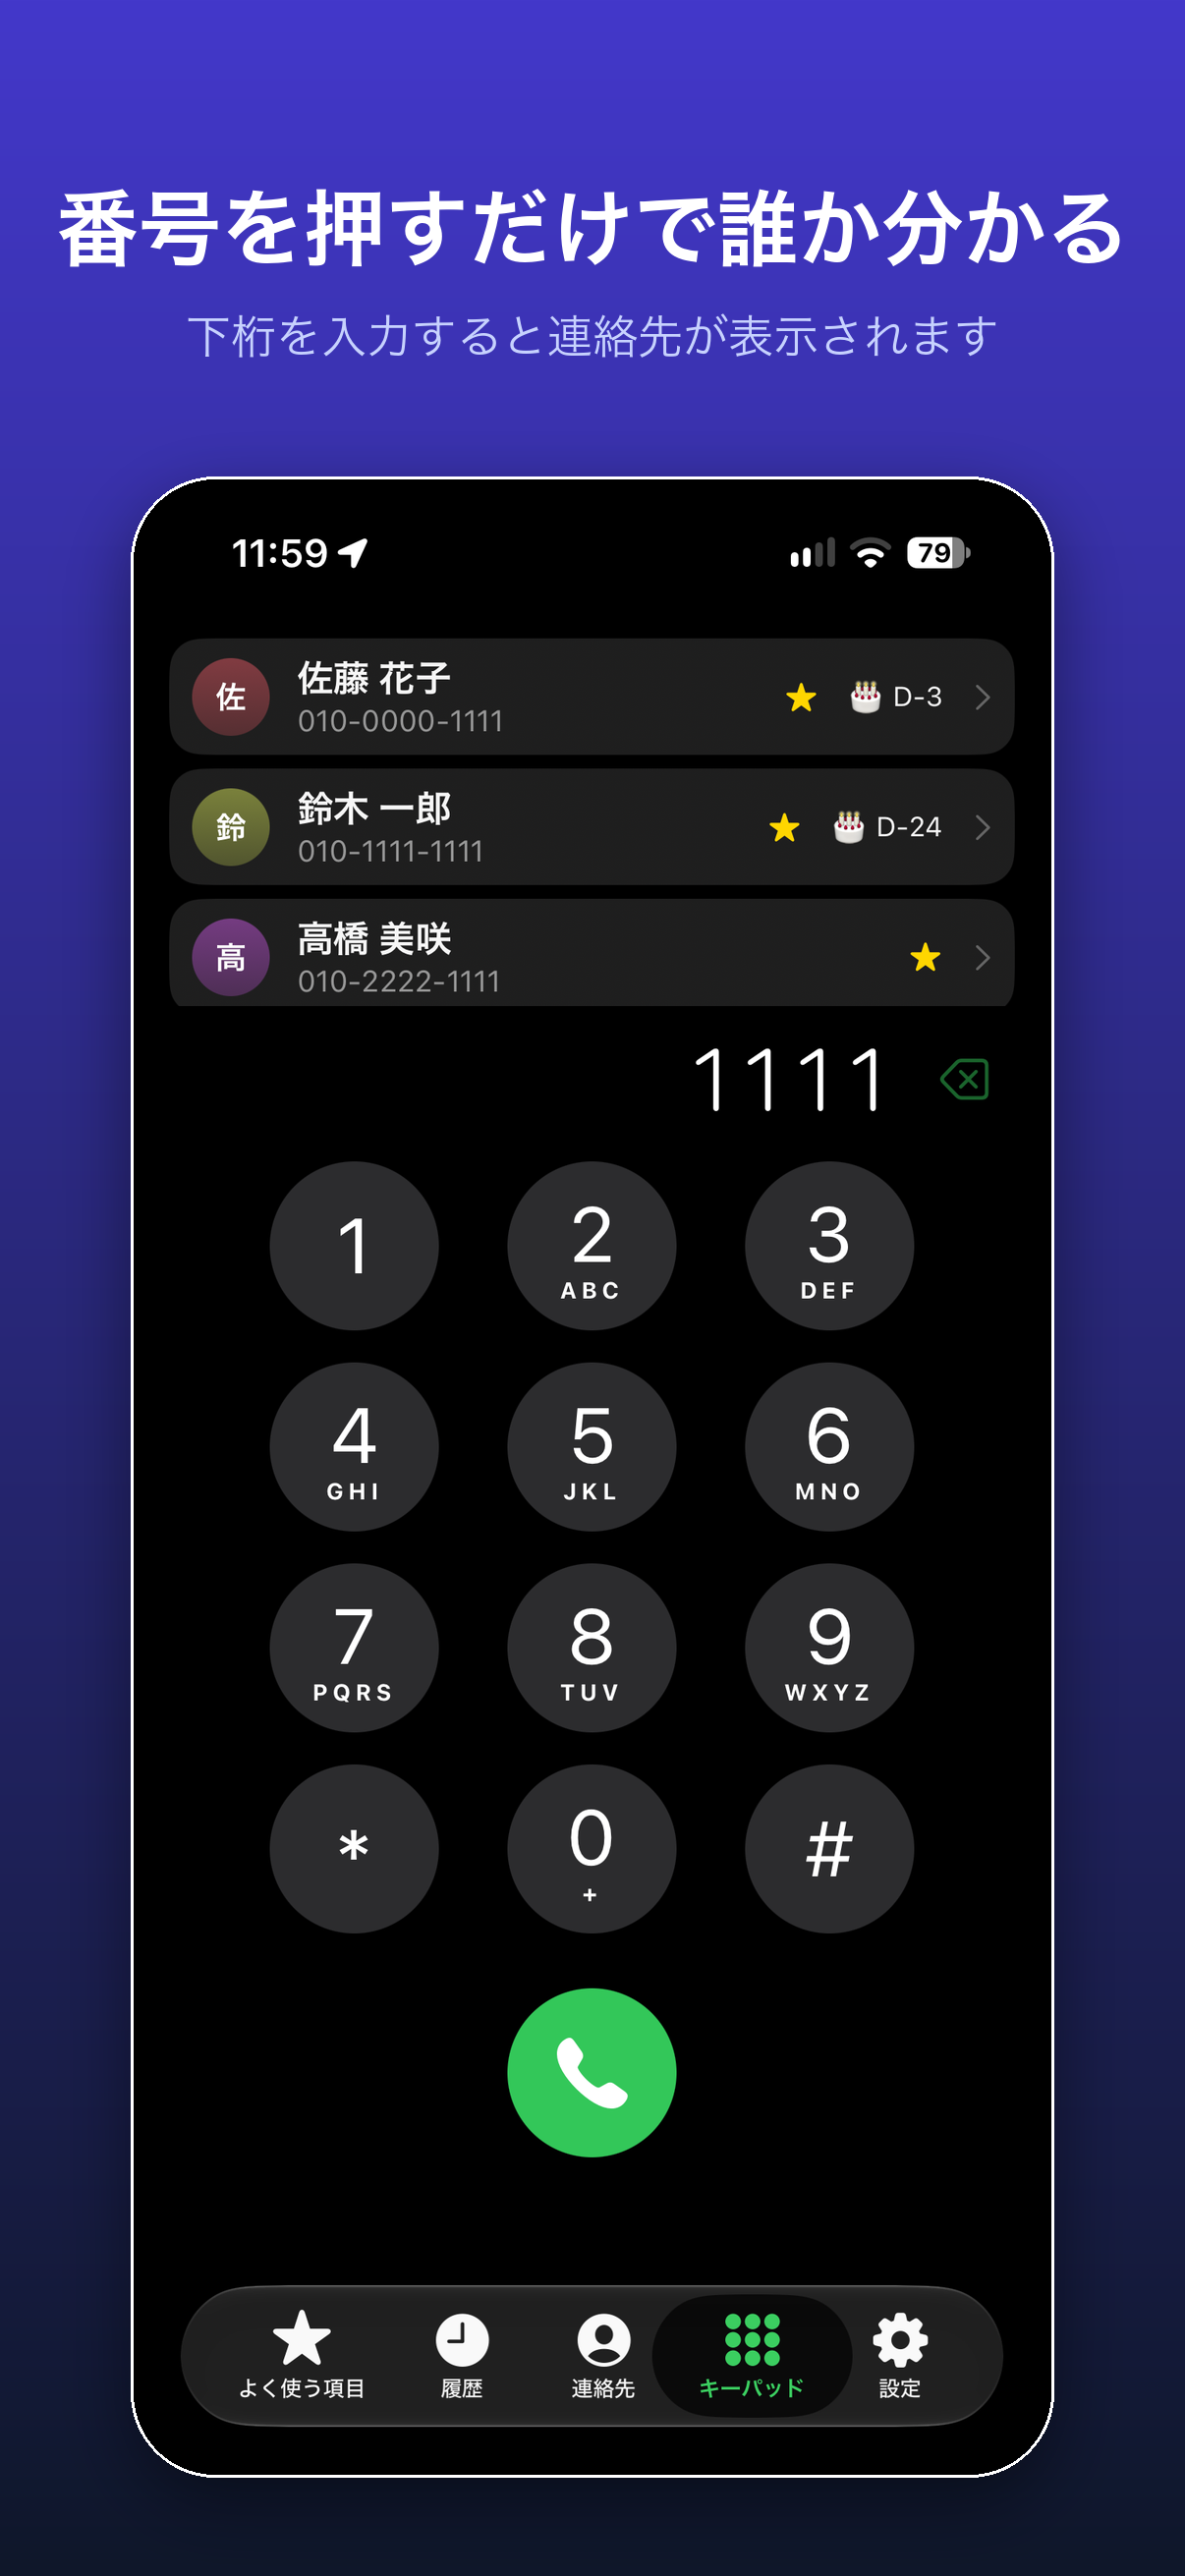 番号を押すだけで誰か分かる
下桁を入力すると連絡先が表示されます
11:59
79
佐
佐藤 花子
010-0000-1111
D-3
鈴
鈴木 一郎
010-1111-1111
D-24
高
高橋 美咲
010-2222-1111
1111
1
2
ABC
3
DEF
4
GHI
5
JKL
6
MNO
7
PQRS
8
TUV
9
WXYZ
*
0
+
#
よく使う項目
履歴
連絡先
キーパッド
設定